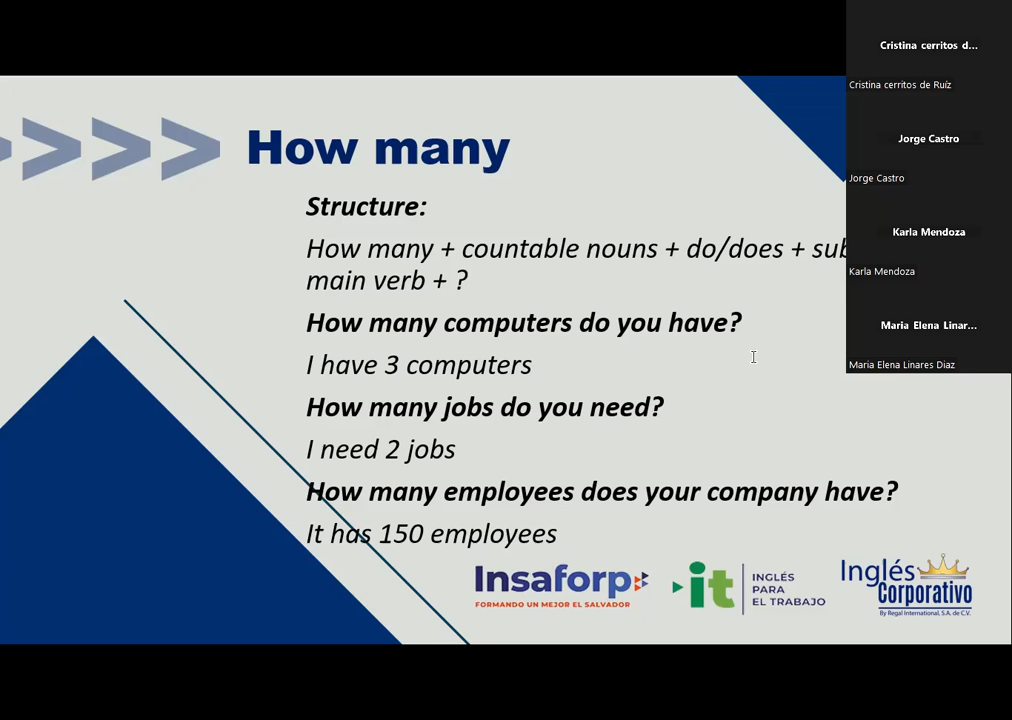 How many
Structure:
How many + countable nouns + do/does +
main verb + ?
How many computers do you have?
I have 3 computers
How many jobs do you need?
I need 2 jobs
How many employees does your company have?
It has 150 employees
Insaforp
FORMANDO UN MEJOR EL SALVADOR
it
INGLÉS
PARA
EL TRABAJO
Inglés
Corporativo
By Regal International, S.A. de C.V.
Cristina cerritos d...
Cristina cerritos de Ruíz
Jorge Castro
Jorge Castro
Karla Mendoza
Karla Mendoza
Maria Elena Linar...
Maria Elena Linares Diaz